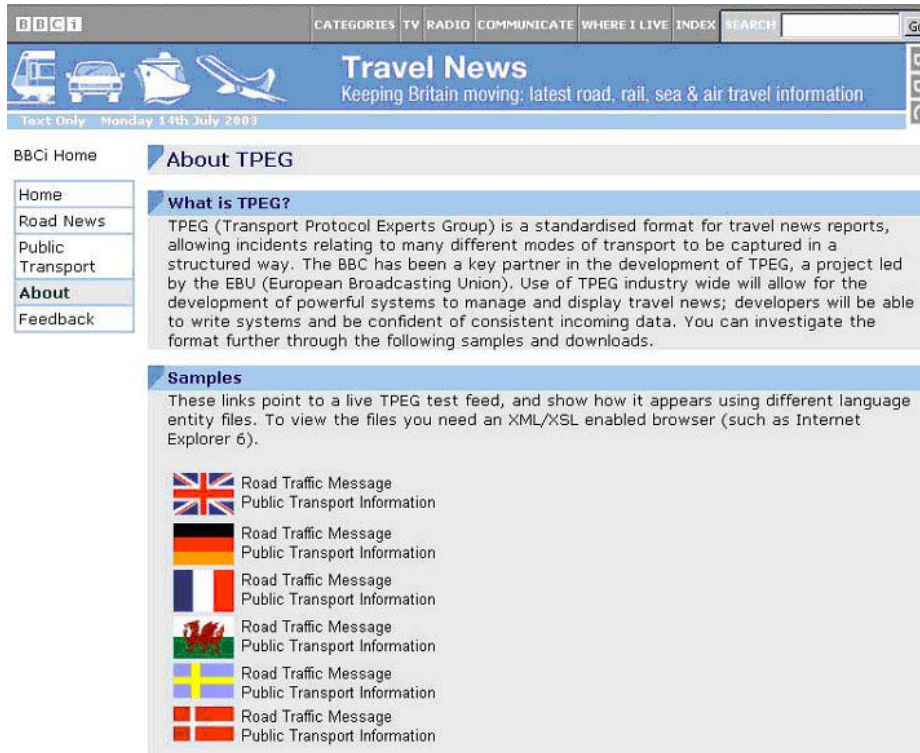 BBCi
CATEGORIES TV RADIO COMMUNICATE WHERE I LIVE INDEX SEARCH
Travel News
Keeping Britain moving: latest road, rail, sea & air travel information
BBC
Text Only Monday 14th July 2003
BBCi Home
Home
Road News
Public
Transport
About
Feedback
About TPEG
What is TPEG?
TPEG (Transport Protocol Experts Group) is a standardised format for travel news reports,
allowing incidents relating to many different modes of transport to be captured in a
structured way. The BBC has been a key partner in the development of TPEG, a project led
by the EBU (European Broadcasting Union). Use of TPEG industry wide will allow for the
development of powerful systems to manage and display travel news; developers will be able
to write systems and be confident of consistent incoming data. You can investigate the
format further through the following samples and downloads.
Samples
These links point to a live TPEG test feed, and show how it appears using different language
entity files. To view the files you need an XML/XSL enabled browser (such as Internet
Explorer 6).
Road Traffic Message
Public Transport Information
Road Traffic Message
Public Transport Information
Road Traffic Message
Public Transport Information
Road Traffic Message
Public Transport Information
Road Traffic Message
Public Transport Information
Road Traffic Message
Public Transport Information